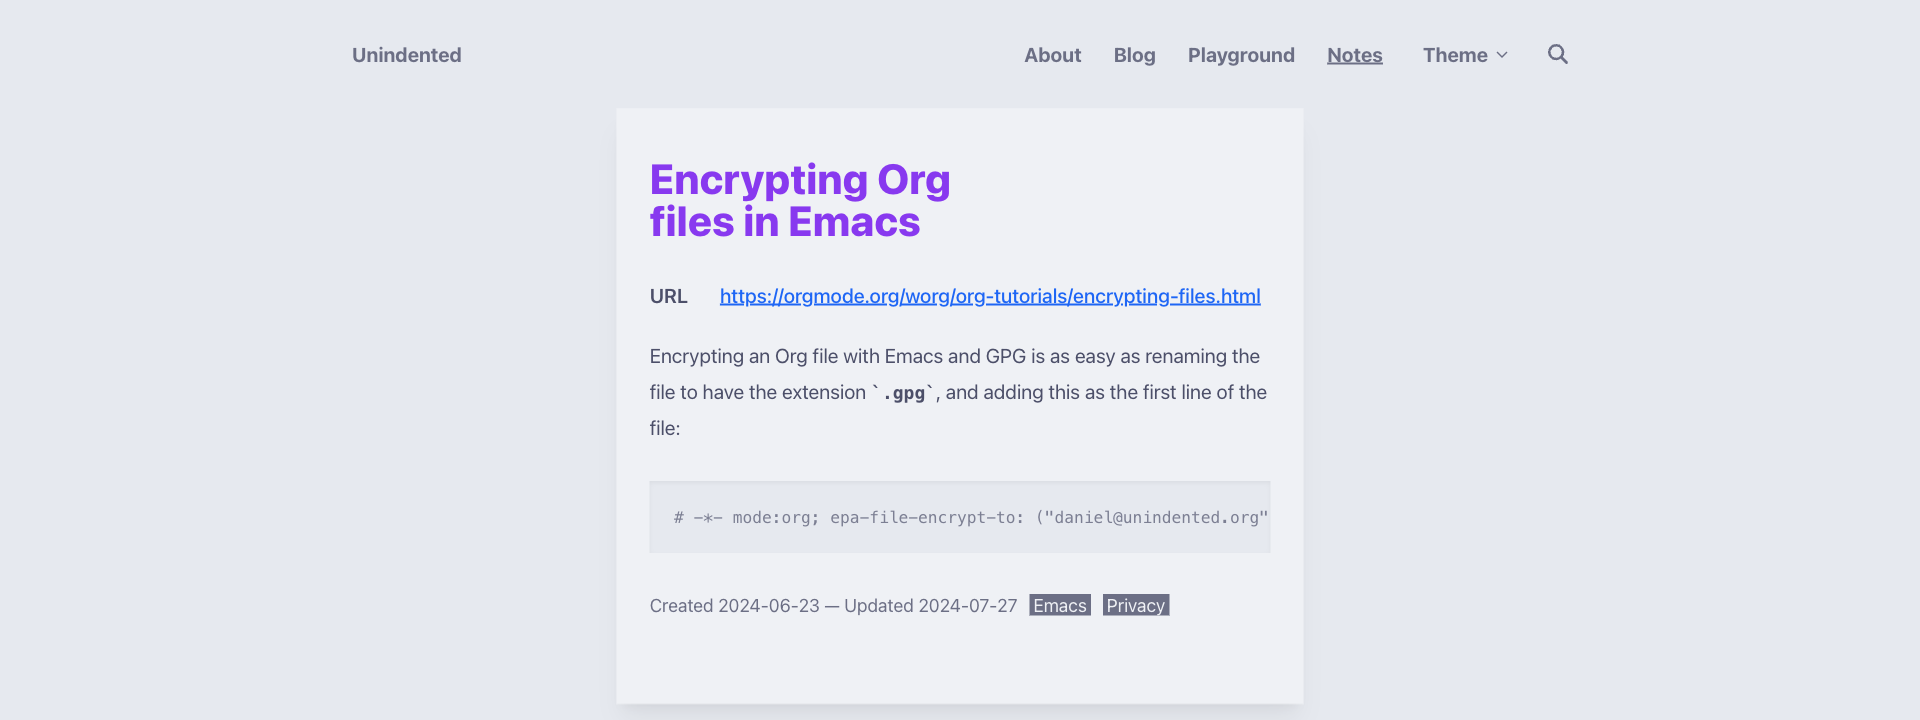 Unindented
About Blog Playground Notes Theme
Encrypting Org
files in Emacs
URL https://orgmode.org/worg/org-tutorials/encrypting-files.html
Encrypting an Org file with Emacs and GPG is as easy as renaming the
file to have the extension `.gpg`, and adding this as the first line of the
file:
# -*- mode:org; epa-file-encrypt-to: ("daniel@unindented.org"
Created 2024-06-23 — Updated 2024-07-27 Emacs Privacy